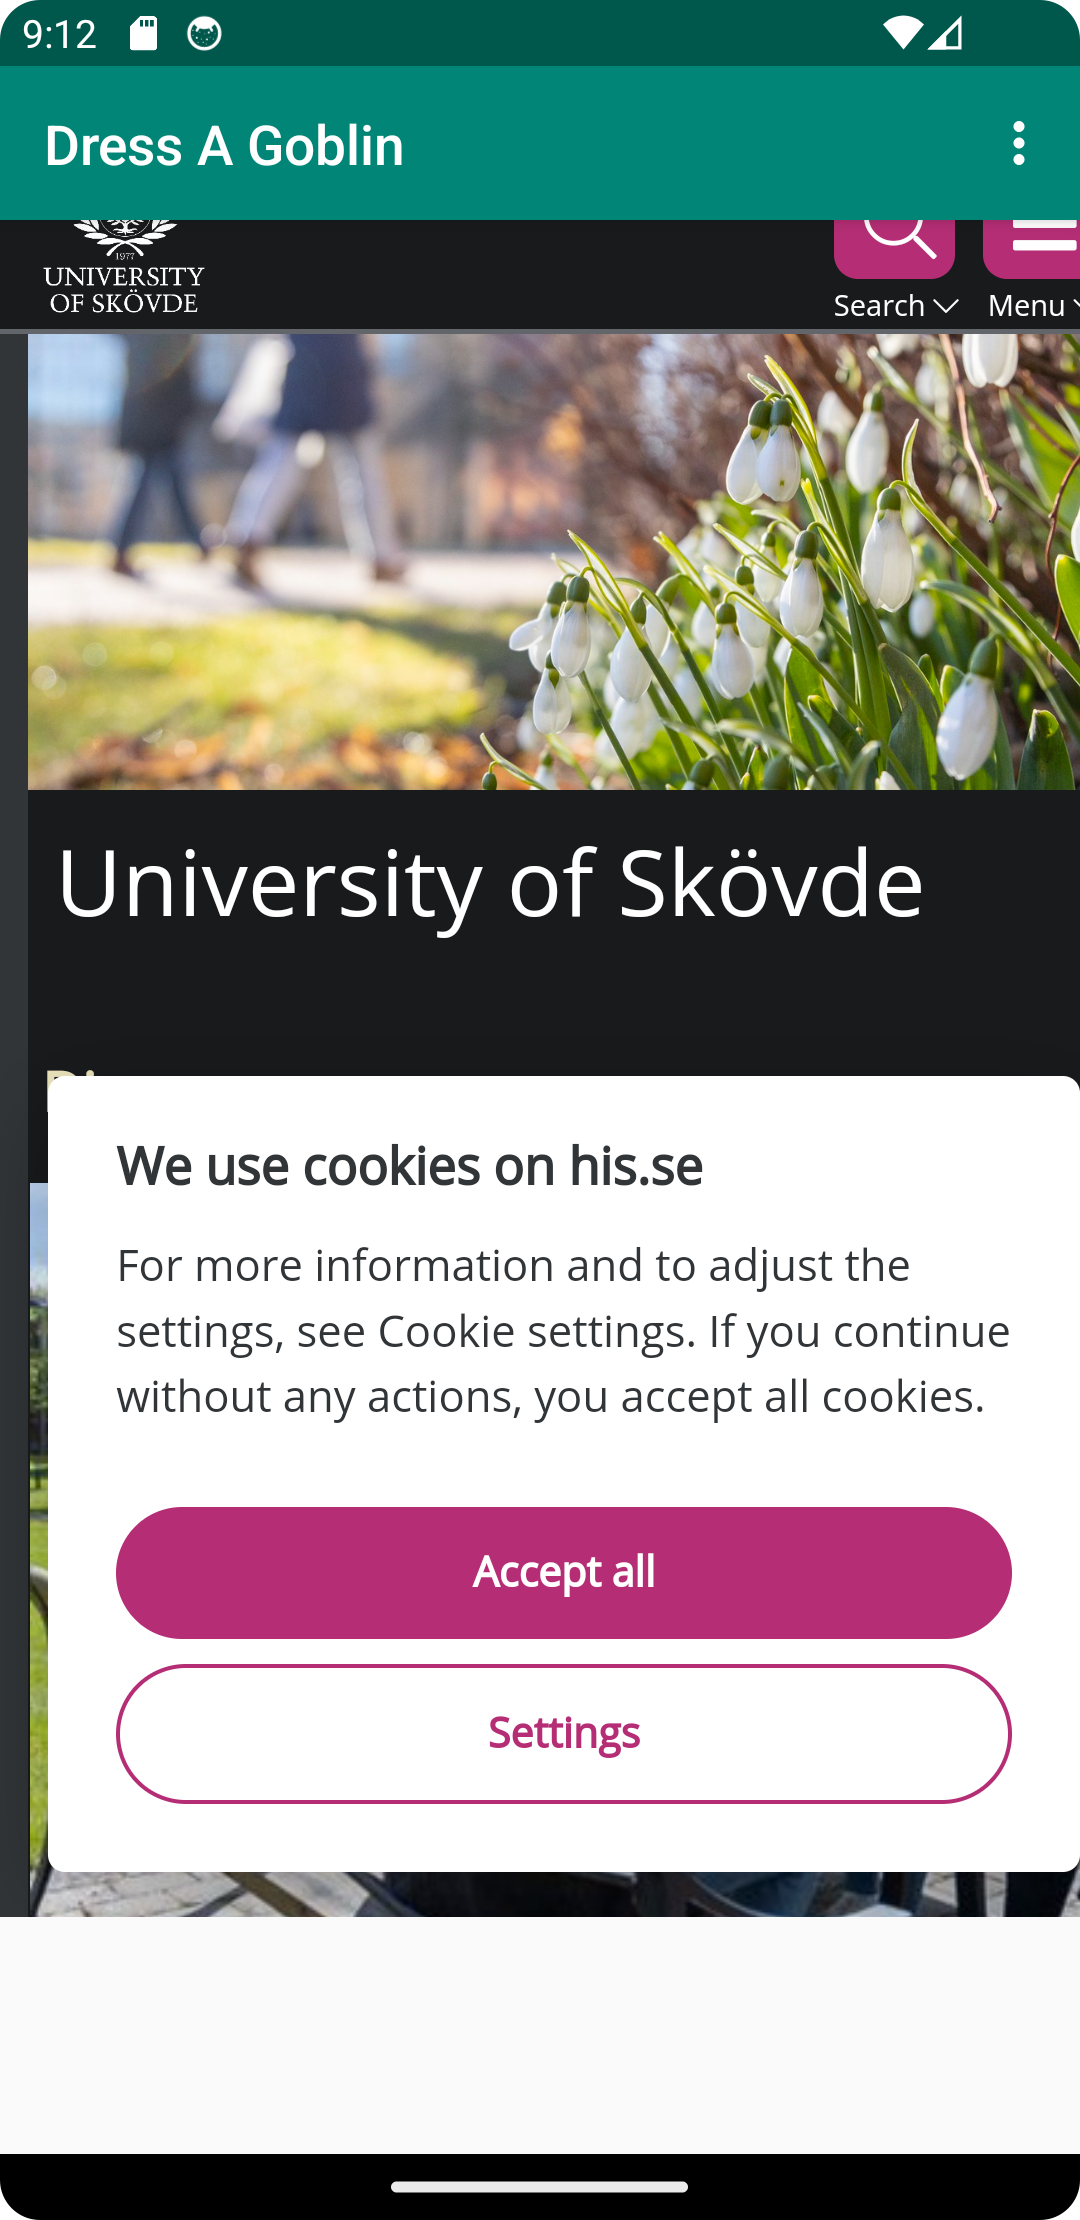 9:12
Dress A Goblin
1977
UNIVERSITY
OF SKÖVDE
Search
Menu
University of Skövde
We use cookies on his.se
For more information and to adjust the
settings, see Cookie settings. If you continue
without any actions, you accept all cookies.
Accept all
Settings